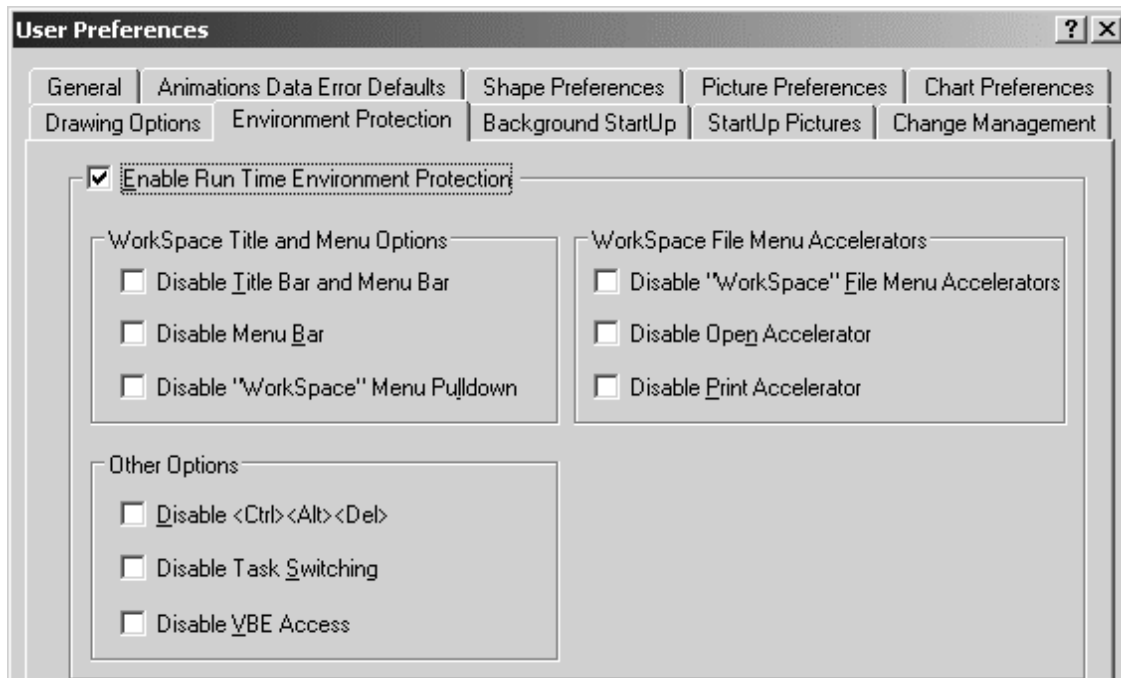 User Preferences
General Animations Data Error Defaults Shape Preferences Picture Preferences Chart Preferences
Drawing Options Environment Protection Background StartUp StartUp Pictures Change Management
Enable Run Time Environment Protection
WorkSpace Title and Menu Options
Disable Title Bar and Menu Bar
Disable Menu Bar
Disable "WorkSpace" Menu Pulldown
WorkSpace File Menu Accelerators
Disable "WorkSpace" File Menu Accelerators
Disable Open Accelerator
Disable Print Accelerator
Other Options
Disable <Ctrl><Alt><Del>
Disable Task Switching
Disable VBE Access